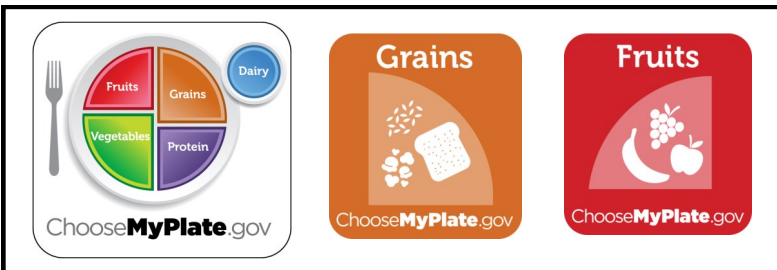 Fruits
Grains
Dairy
Vegetables
Protein
ChooseMyPlate.gov
Grains
ChooseMyPlate.gov
Fruits
ChooseMyPlate.gov